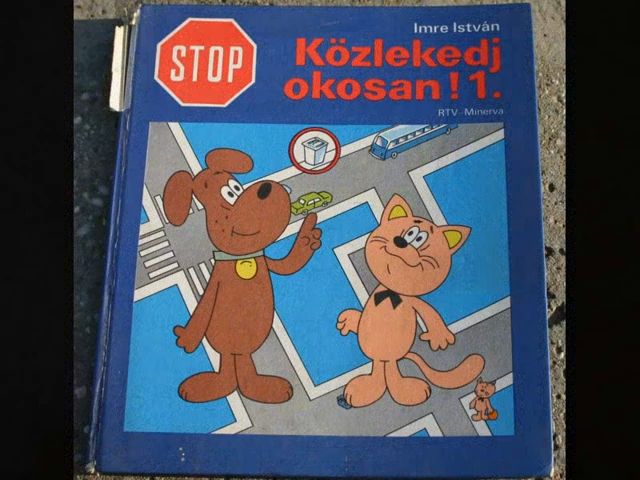 STOP
Imre István
Közlekedj
okosan! 1.
RTV-Minerva